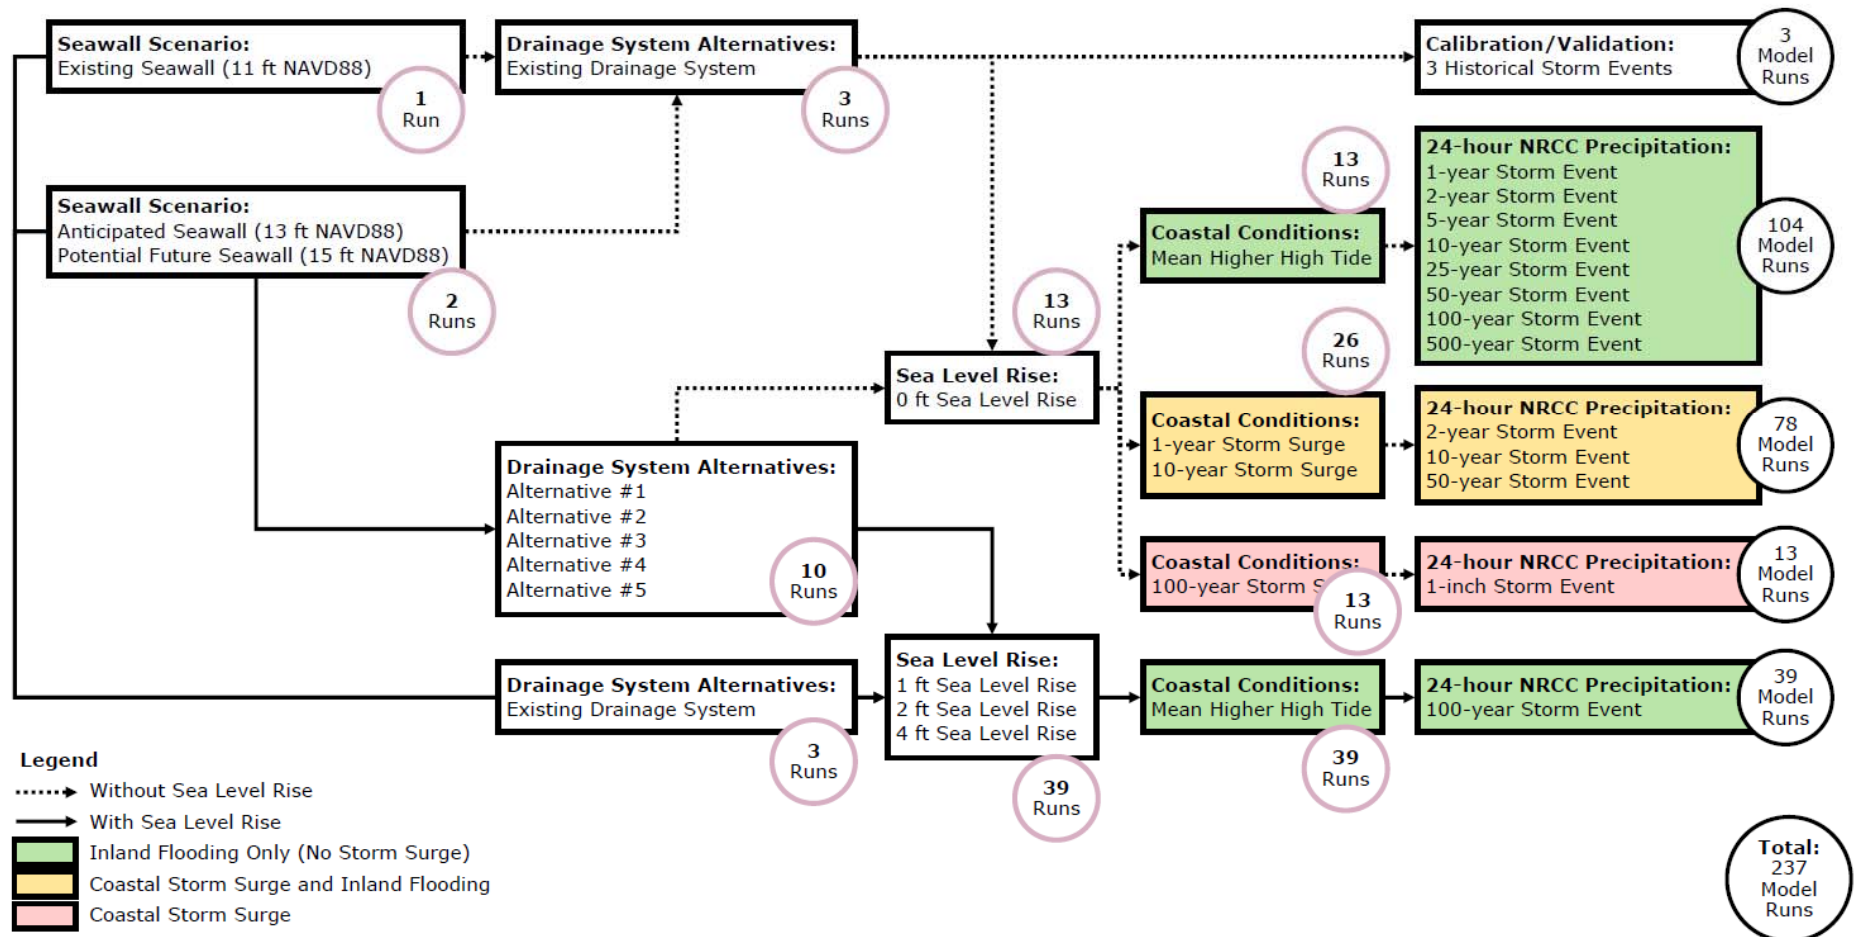 Seawall Scenario:
Existing Seawall (11 ft NAVD88)
1
Run
Drainage System Alternatives:
Existing Drainage System
3
Runs
Calibration/Validation:
3 Historical Storm Events
3
Model
Runs
Seawall Scenario:
Anticipated Seawall (13 ft NAVD88)
Potential Future Seawall (15 ft NAVD88)
2
Runs
13
Runs
Coastal Conditions:
Mean Higher High Tide
24-hour NRCC Precipitation:
1-year Storm Event
2-year Storm Event
5-year Storm Event
10-year Storm Event
25-year Storm Event
50-year Storm Event
100-year Storm Event
500-year Storm Event
104
Model
Runs
13
Runs
Sea Level Rise:
0 ft Sea Level Rise
26
Runs
Coastal Conditions:
1-year Storm Surge
10-year Storm Surge
24-hour NRCC Precipitation:
2-year Storm Event
10-year Storm Event
50-year Storm Event
78
Model
Runs
Drainage System Alternatives:
Alternative #1
Alternative #2
Alternative #3
Alternative #4
Alternative #5
10
Runs
Coastal Conditions:
100-year Storm
13
Runs
24-hour NRCC Precipitation:
1-inch Storm Event
13
Model
Runs
Drainage System Alternatives:
Existing Drainage System
3
Runs
Sea Level Rise:
1 ft Sea Level Rise
2 ft Sea Level Rise
4 ft Sea Level Rise
39
Runs
Coastal Conditions:
Mean Higher High Tide
39
Runs
24-hour NRCC Precipitation:
100-year Storm Event
39
Model
Runs
Legend
Without Sea Level Rise
With Sea Level Rise
Inland Flooding Only (No Storm Surge)
Coastal Storm Surge and Inland Flooding
Coastal Storm Surge
Total:
237
Model
Runs